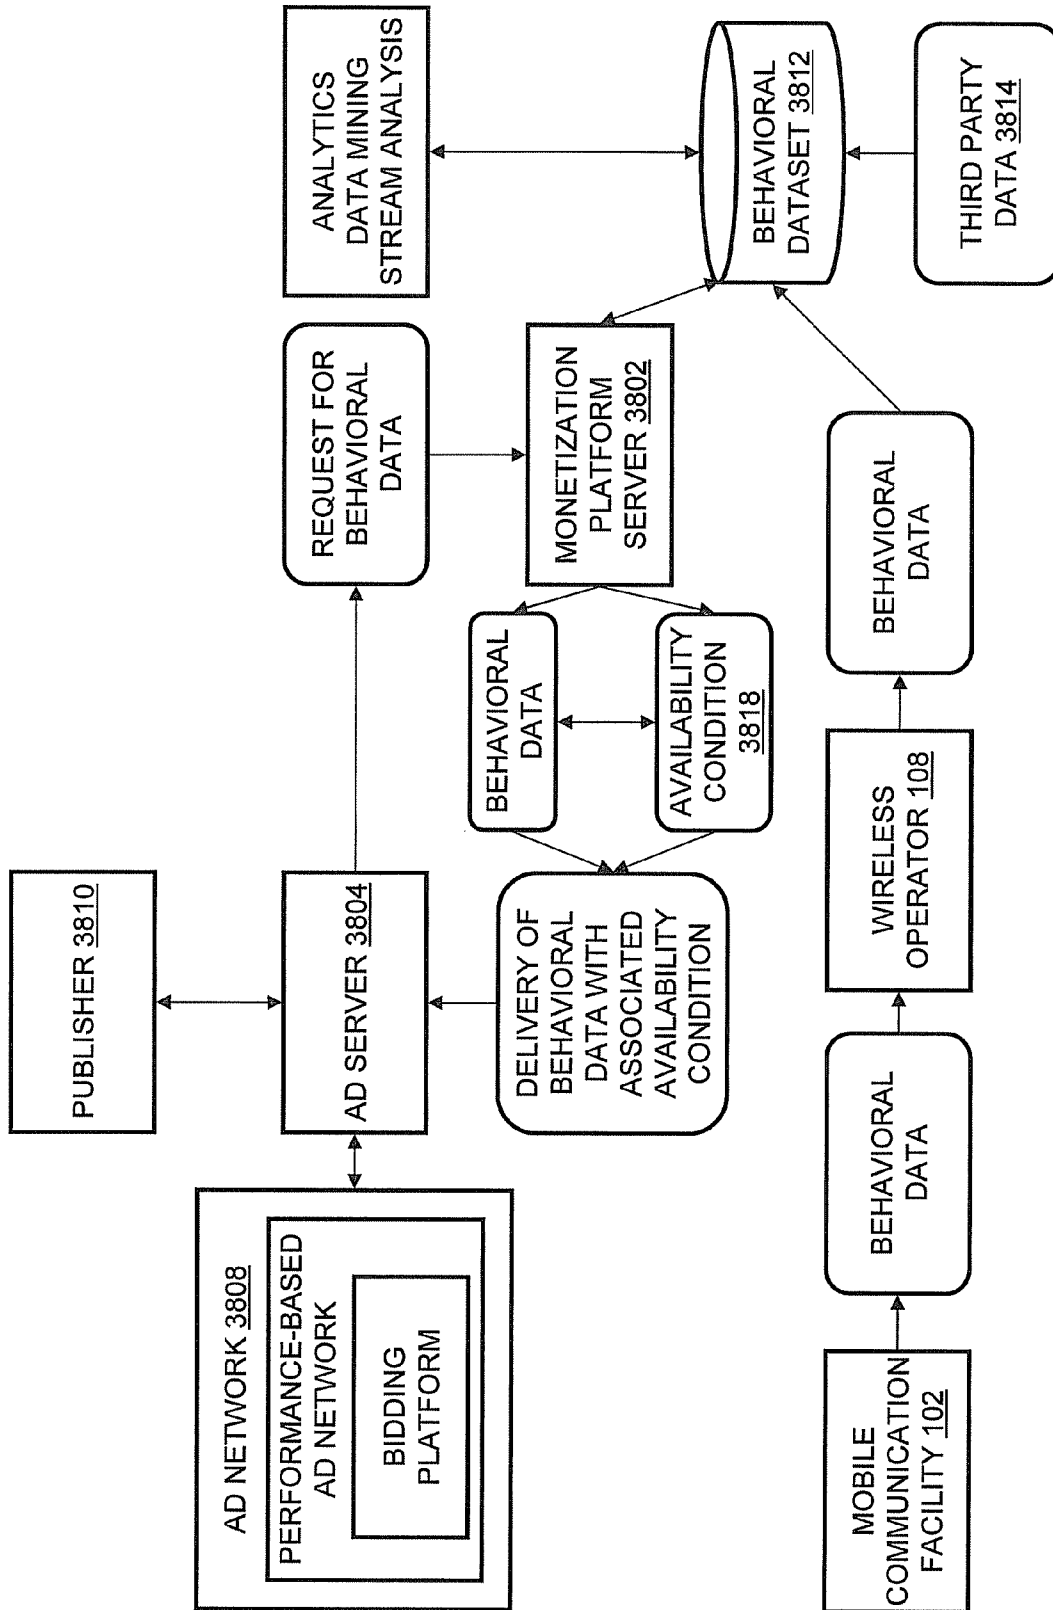 PUBLISHER 3810
AD NETWORK 3808
PERFORMANCE-BASED
AD NETWORK
BIDDING
PLATFORM
AD SERVER 3804
REQUEST FOR
BEHAVIORAL
DATA
ANALYTICS
DATA MINING
STREAM ANALYSIS
DELIVERY OF
BEHAVIORAL
DATA WITH
ASSOCIATED
AVAILABILITY
CONDITION
BEHAVIORAL
DATA
AVAILABILITY
CONDITION
3818
MONETIZATION
PLATFORM
SERVER 3802
BEHAVIORAL
DATASET 3812
MOBILE
COMMUNICATION
FACILITY 102
BEHAVIORAL
DATA
WIRELESS
OPERATOR 108
BEHAVIORAL
DATA
THIRD PARTY
DATA 3814